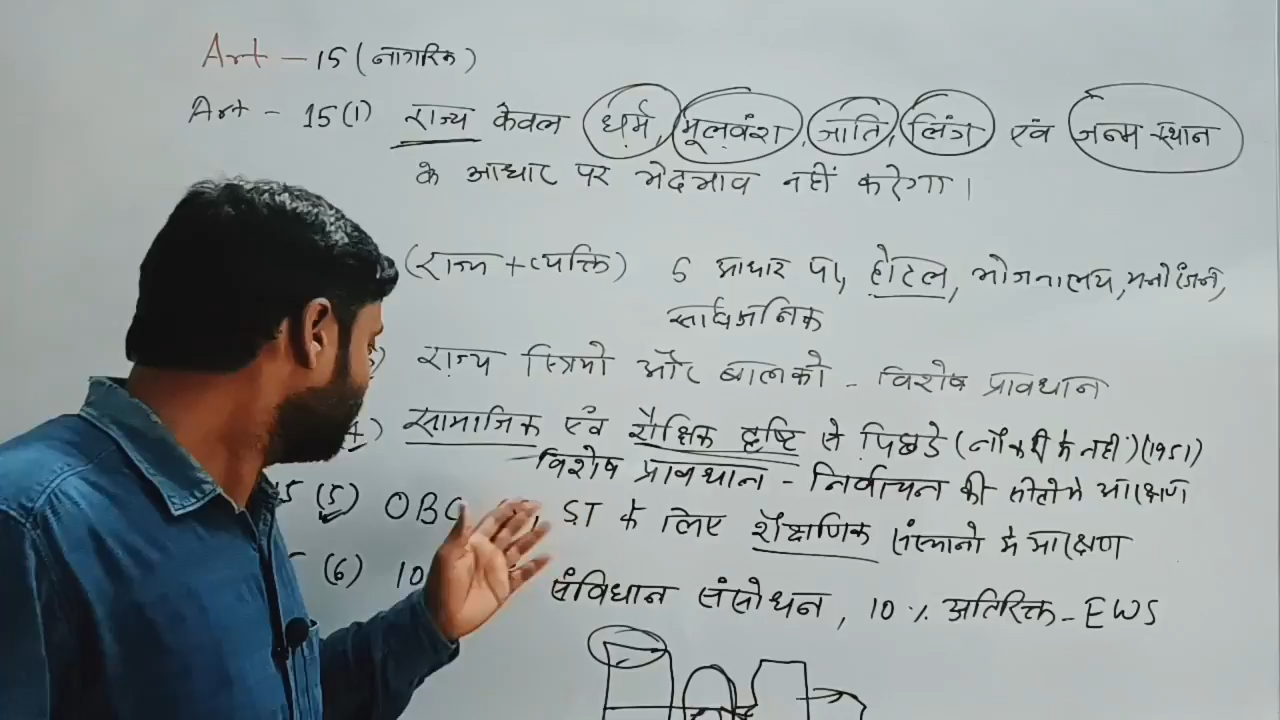 Art - 15 (नागरिक)
Art - 15(1) राज्य केवल धर्म, मूलवंश, जाति, लिंग एवं जन्म स्थान
के आधार पर भेदभाव नहीं करेगा।
(राज्य + व्यक्ति) 5 आधार पर, होटल, भोजनालय, मनोरंजन,
सार्वजनिक
राज्य स्त्रियो और बालको - विशेष प्रावधान
सामाजिक एवं शैक्षिक दृष्टि से पिछडे (नौकरी के नहीं) (1951)
विशेष प्रावधान - निर्वाचन की सीटो मे आरक्षण
5 (5) OBC, ST के लिए शैक्षणिक संस्थानो मे आरक्षण
(6) 10 संविधान संसोधन, 10 % अतिरिक्त - EWS